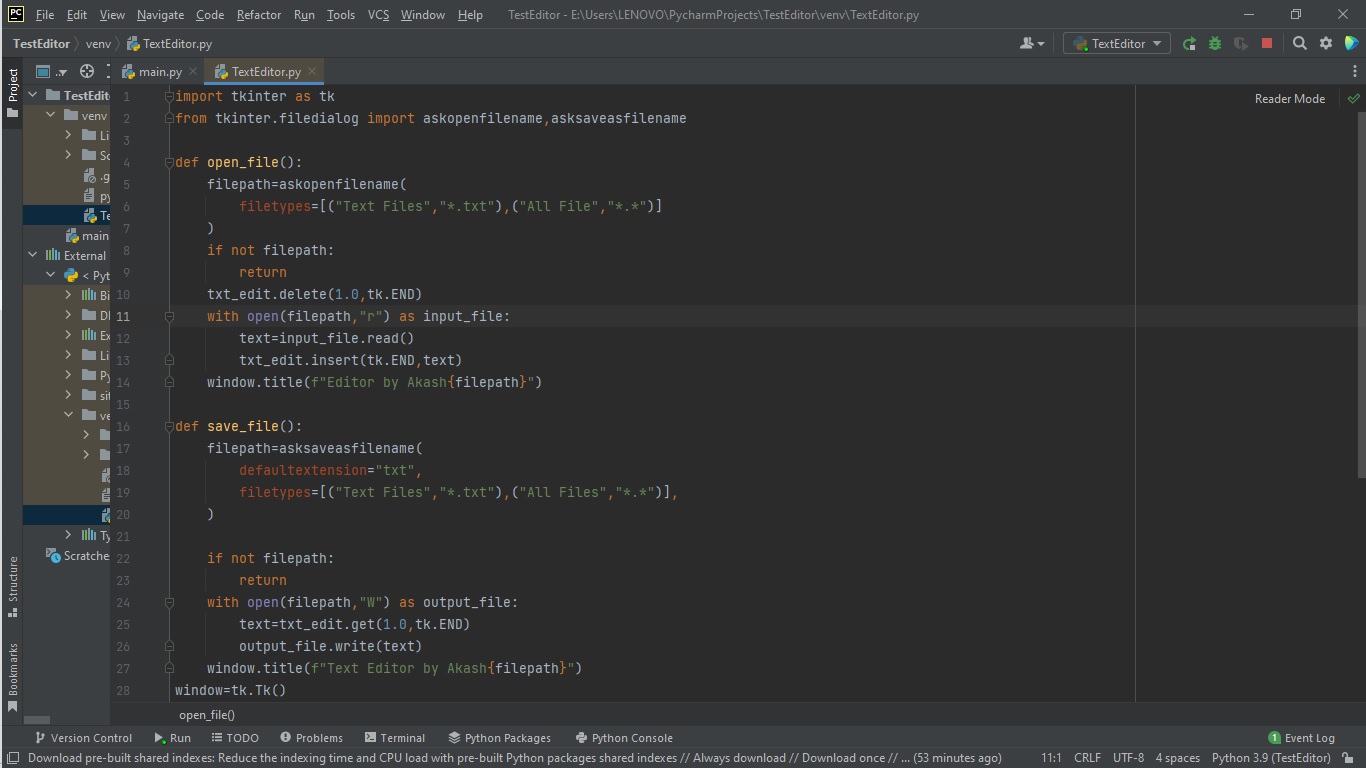 PC File Edit View Navigate Code Refactor Run Tools VCS Window Help TestEditor - E:\Users\LENOVO\PycharmProjects\TestEditor\venv\TextEditor.py
TestEditor venv TextEditor.py TextEditor
Project main.py TextEditor.py
Reader Mode
TestEdit
venv
Li
Sc
.g
py
Te
main
External
< Pyt
Bi
DL
Ex
Li
Py
sit
ve
Ty
Scratche
1 import tkinter as tk
2 from tkinter.filedialog import askopenfilename,asksaveasfilename
3
4 def open_file():
5     filepath=askopenfilename(
6         filetypes=[("Text Files","*.txt"),("All File","*.*")]
7     )
8     if not filepath:
9         return
10     txt_edit.delete(1.0,tk.END)
11     with open(filepath,"r") as input_file:
12         text=input_file.read()
13         txt_edit.insert(tk.END,text)
14     window.title(f"Editor by Akash{filepath}")
15
16 def save_file():
17     filepath=asksaveasfilename(
18         defaultextension="txt",
19         filetypes=[("Text Files","*.txt"),("All Files","*.*")],
20     )
21
22     if not filepath:
23         return
24     with open(filepath,"W") as output_file:
25         text=txt_edit.get(1.0,tk.END)
26         output_file.write(text)
27     window.title(f"Text Editor by Akash{filepath}")
28 window=tk.Tk()
Structure
Bookmarks
open_file()
Version Control Run TODO Problems Terminal Python Packages Python Console 1 Event Log
Download pre-built shared indexes: Reduce the indexing time and CPU load with pre-built Python packages shared indexes // Always download // Download once // ... (53 minutes ago) 11:1 CRLF UTF-8 4 spaces Python 3.9 (TestEditor)